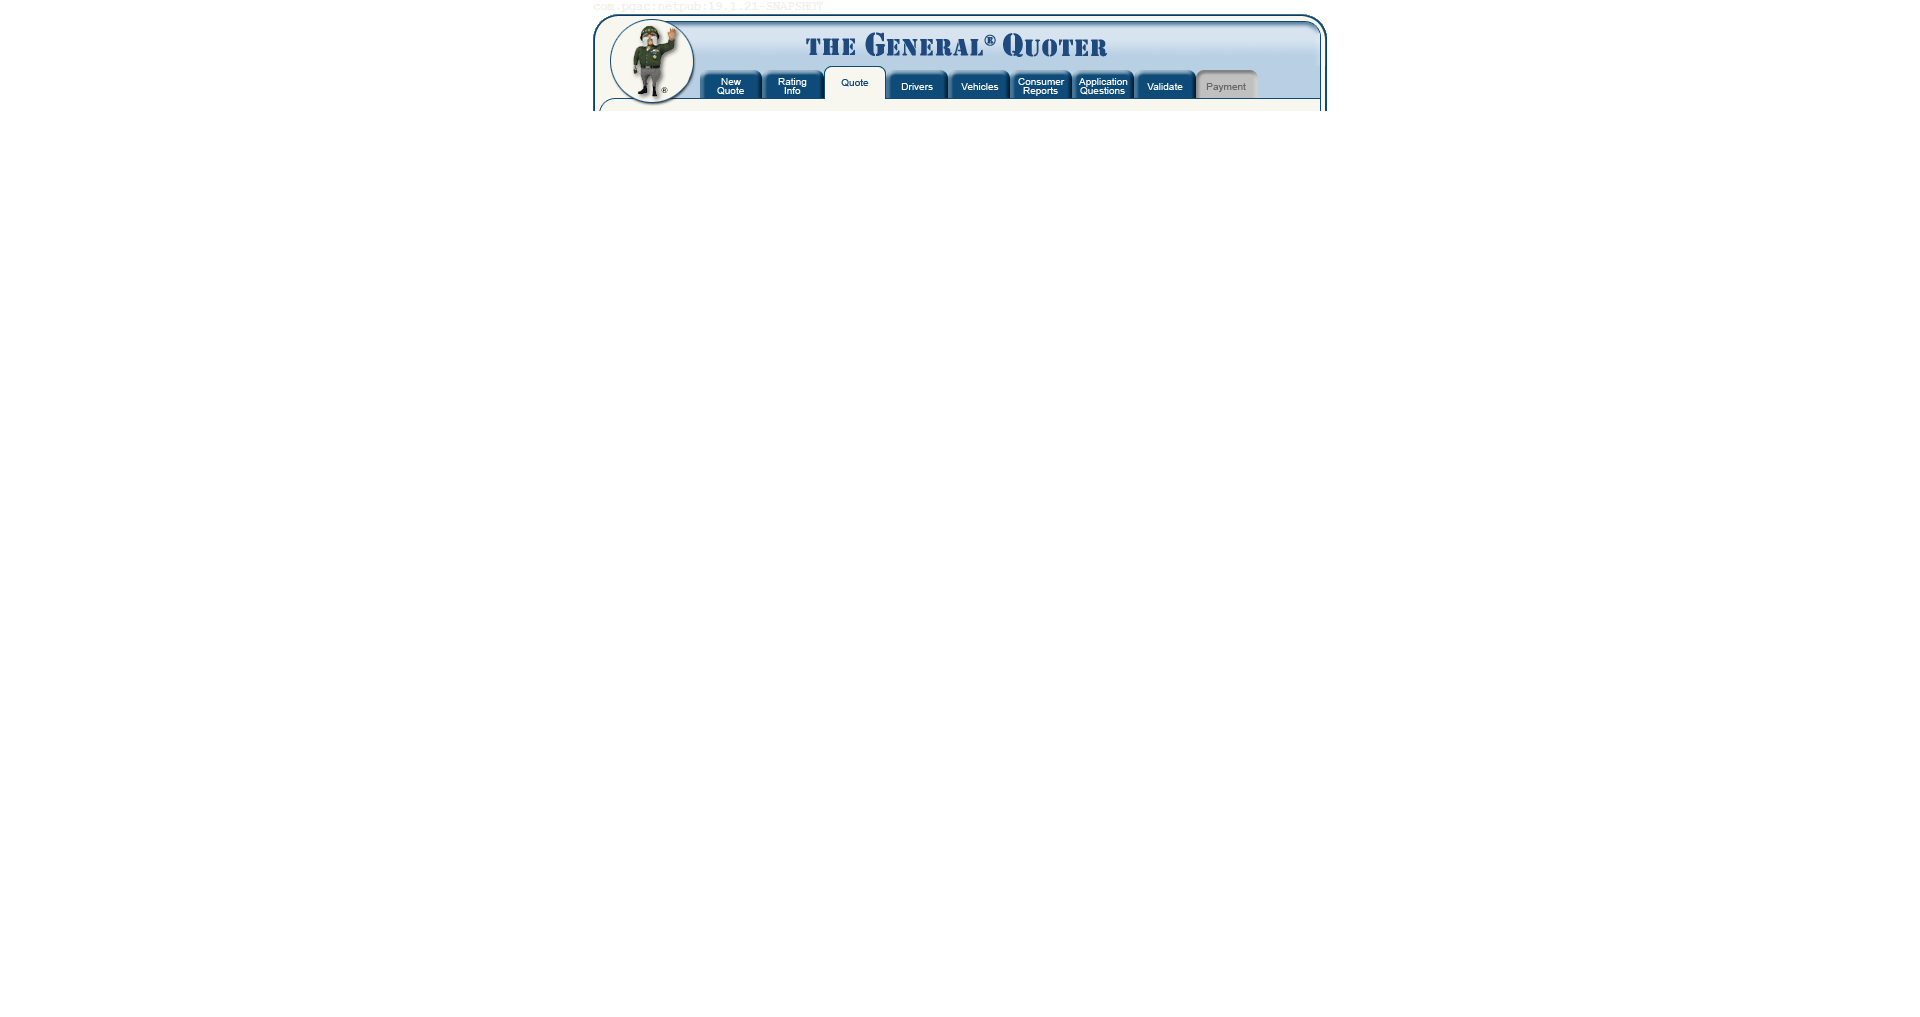 com.pgac:netpub:19.1.21-SNAPSHOT
THE GENERAL® QUOTER
New Quote
Rating Info
Quote
Drivers
Vehicles
Consumer Reports
Application Questions
Validate
Payment
®